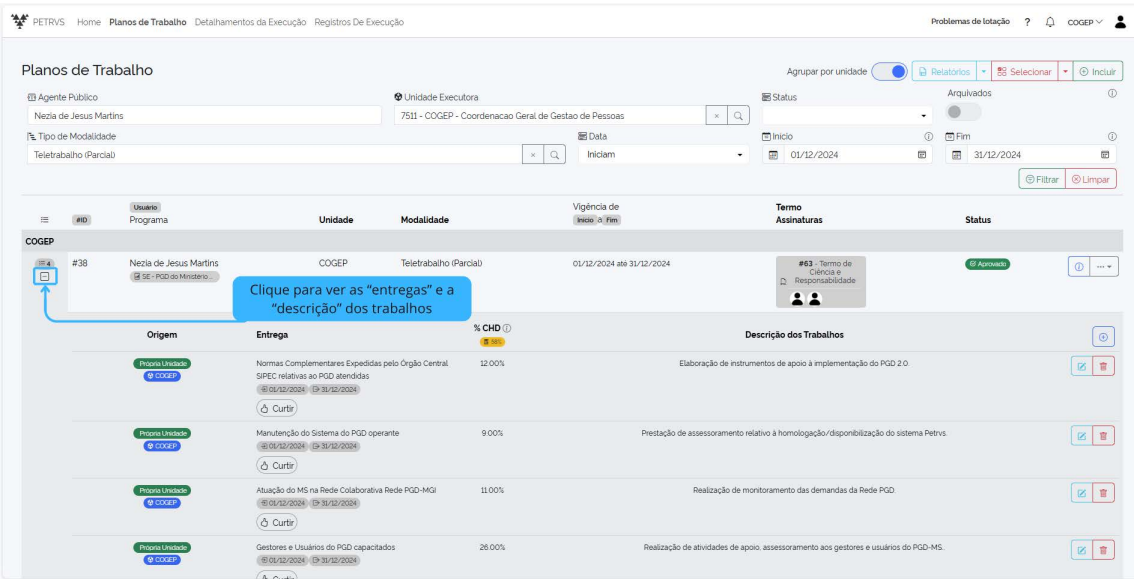 PETRVS Home Planos de Trabalho Detalhamentos da Execução Registros De Execução Problemas de lotação ? COGEP
Planos de Trabalho
Agrupar por unidade Relatórios Selecionar Incluir
Agente Público Unidade Executora Status Arquivados
Nezia de Jesus Martins 7511 - COGEP - Coordenacao Geral de Gestao de Pessoas ×
Tipo de Modalidade Data Inicio Fim
Teletrabalho (Parcial) × Iniciam 01/12/2024 31/12/2024
Filtrar Limpar
#ID Usuário Programa Unidade Modalidade Vigência de Inicio a Fim Termo Assinaturas Status
COGEP
4 #38 Nezia de Jesus Martins COGEP Teletrabalho (Parcial) 01/12/2024 até 31/12/2024 #63 - Termo de Ciência e Responsabilidade Aprovado
SE - PGD do Ministério ...
Clique para ver as “entregas” e a
“descrição” dos trabalhos
Origem Entrega % CHD Descrição dos Trabalhos
Própria Unidade Normas Complementares Expedidas pelo Órgão Central 12.00% Elaboração de instrumentos de apoio à implementação do PGD 2.0.
COGEP SIPEC relativas ao PGD atendidas
01/12/2024 31/12/2024
Curtir
Própria Unidade Manutenção do Sistema do PGD operante 9.00% Prestação de assessoramento relativo à homologação/disponibilização do sistema Petrvs.
COGEP 01/12/2024 31/12/2024
Curtir
Própria Unidade Atuação do MS na Rede Colaborativa Rede PGD-MGI 11.00% Realização de monitoramento das demandas da Rede PGD.
COGEP 01/12/2024 31/12/2024
Curtir
Própria Unidade Gestores e Usuários do PGD capacitados 26.00% Realização de atividades de apoio, assessoramento aos gestores e usuários do PGD-MS.
COGEP 01/12/2024 31/12/2024
Curtir